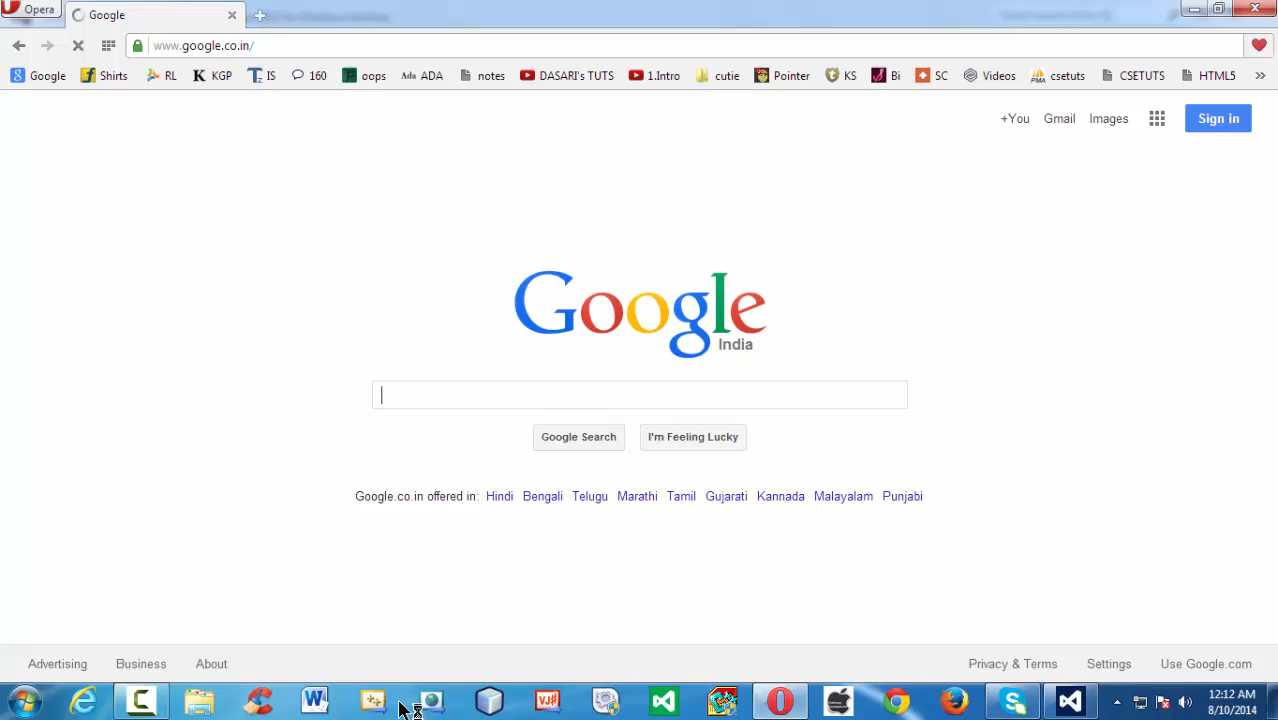 Opera
Google
www.google.co.in/
Google Shirts RL KGP IS 160 oops Ada ADA notes DASARI's TUTS 1.Intro cutie Pointer KS Bi SC Videos PMA csetuts CSETUTS HTML5 »
+You Gmail Images Sign in
Google
India
Google Search I'm Feeling Lucky
Google.co.in offered in: Hindi Bengali Telugu Marathi Tamil Gujarati Kannada Malayalam Punjabi
Advertising Business About Privacy & Terms Settings Use Google.com
12:12 AM
8/10/2014